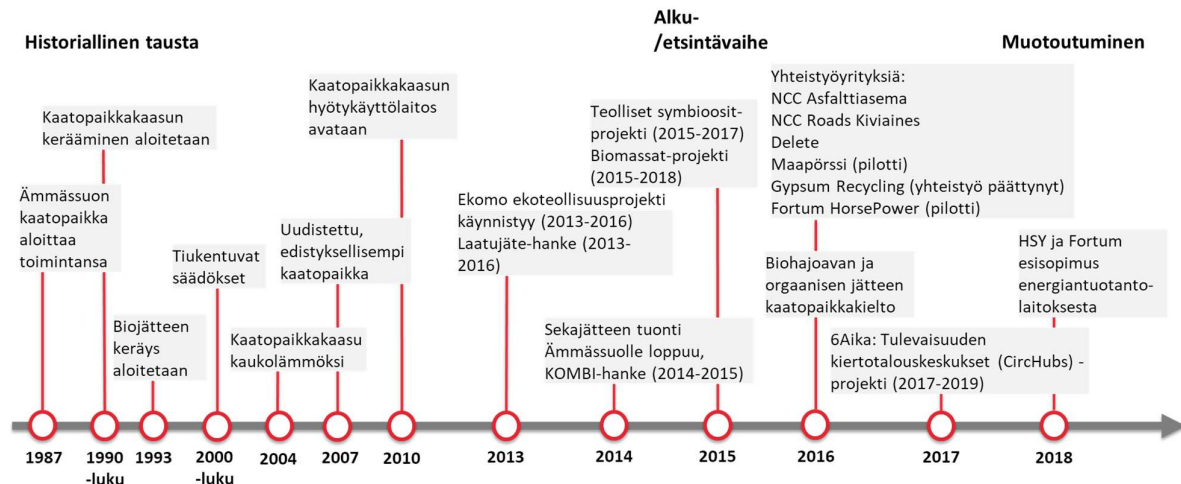 Historiallinen tausta
Alku-
/etsintävaihe
Muotoutuminen
Ämmässuon
kaatopaikka
aloittaa
toimintansa
Kaatopaikkakaasun
kerääminen aloitetaan
Biojätteen
keräys
aloitetaan
Tiukentuvat
säädökset
Kaatopaikkakaasu
kaukolämmöksi
Uudistettu,
edistyksellisempi
kaatopaikka
Kaatopaikkakaasun
hyötykäyttölaitos
avataan
Ekomo ekoteollisuusprojekti
käynnistyy (2013-2016)
Laatujäte-hanke (2013-
2016)
Sekajätteen tuonti
Ämmässuolle loppuu,
KOMBI-hanke (2014-2015)
Teolliset symbioosit-
projekti (2015-2017)
Biomassat-projekti
(2015-2018)
Yhteistyöyrityksiä:
NCC Asfalttiasema
NCC Roads Kiviaines
Delete
Maapörssi (pilotti)
Gypsum Recycling (yhteistyö päättynyt)
Fortum HorsePower (pilotti)
Biohajoavan ja
orgaanisen jätteen
kaatopaikkakielto
6Aika: Tulevaisuuden
kiertotalouskeskukset (CircHubs) -
projekti (2017-2019)
HSY ja Fortum
esisopimus
energiantuotanto-
laitoksesta
1987
1990
-luku
1993
2000
-luku
2004
2007
2010
2013
2014
2015
2016
2017
2018